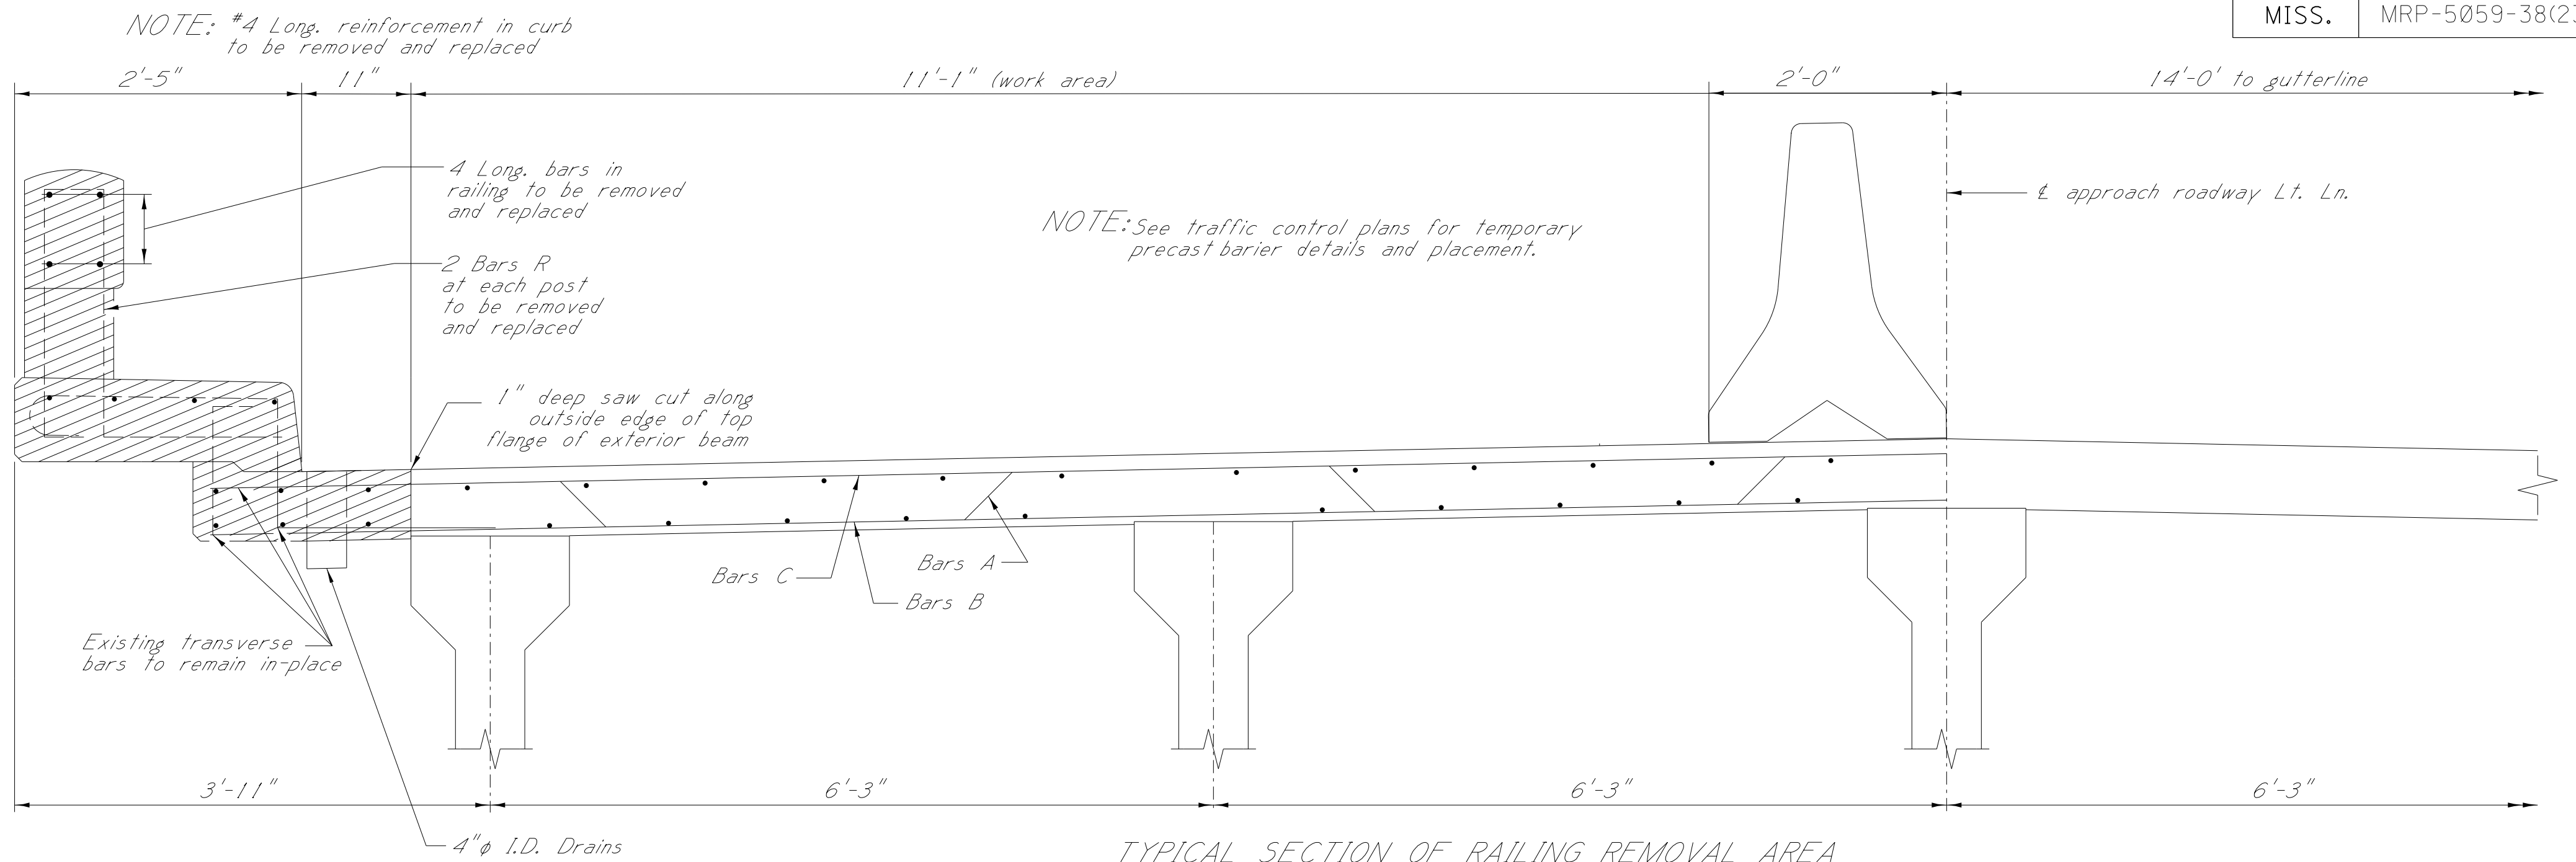 NOTE: #4 Long. reinforcement in curb
to be removed and replaced
MISS. MRP-5059-38(23
2'-5" 11" 11'-1" (work area) 2'-0" 14'-0' to gutterline
4 Long. bars in
railing to be removed
and replaced
℄ approach roadway Lt. Ln.
NOTE: See traffic control plans for temporary
precast barier details and placement.
2 Bars R
at each post
to be removed
and replaced
1" deep saw cut along
outside edge of top
flange of exterior beam
Bars C
Bars A
Bars B
Existing transverse
bars to remain in-place
3'-11" 6'-3" 6'-3" 6'-3"
4"φ I.D. Drains
TYPICAL SECTION OF RAILING REMOVAL AREA